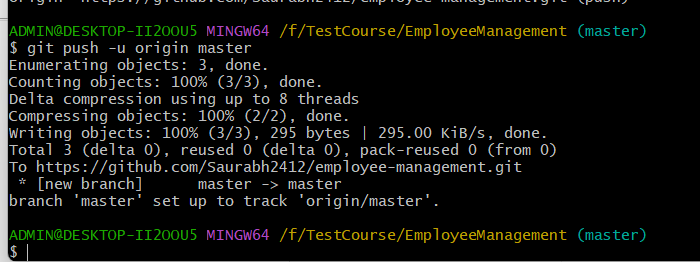 ADMIN@DESKTOP-II2OOU5 MINGW64 /f/TestCourse/EmployeeManagement (master)
$ git push -u origin master
Enumerating objects: 3, done.
Counting objects: 100% (3/3), done.
Delta compression using up to 8 threads
Compressing objects: 100% (2/2), done.
Writing objects: 100% (3/3), 295 bytes | 295.00 KiB/s, done.
Total 3 (delta 0), reused 0 (delta 0), pack-reused 0 (from 0)
To https://github.com/Saurabh2412/employee-management.git
 * [new branch]      master -> master
branch 'master' set up to track 'origin/master'.
ADMIN@DESKTOP-II2OOU5 MINGW64 /f/TestCourse/EmployeeManagement (master)
$